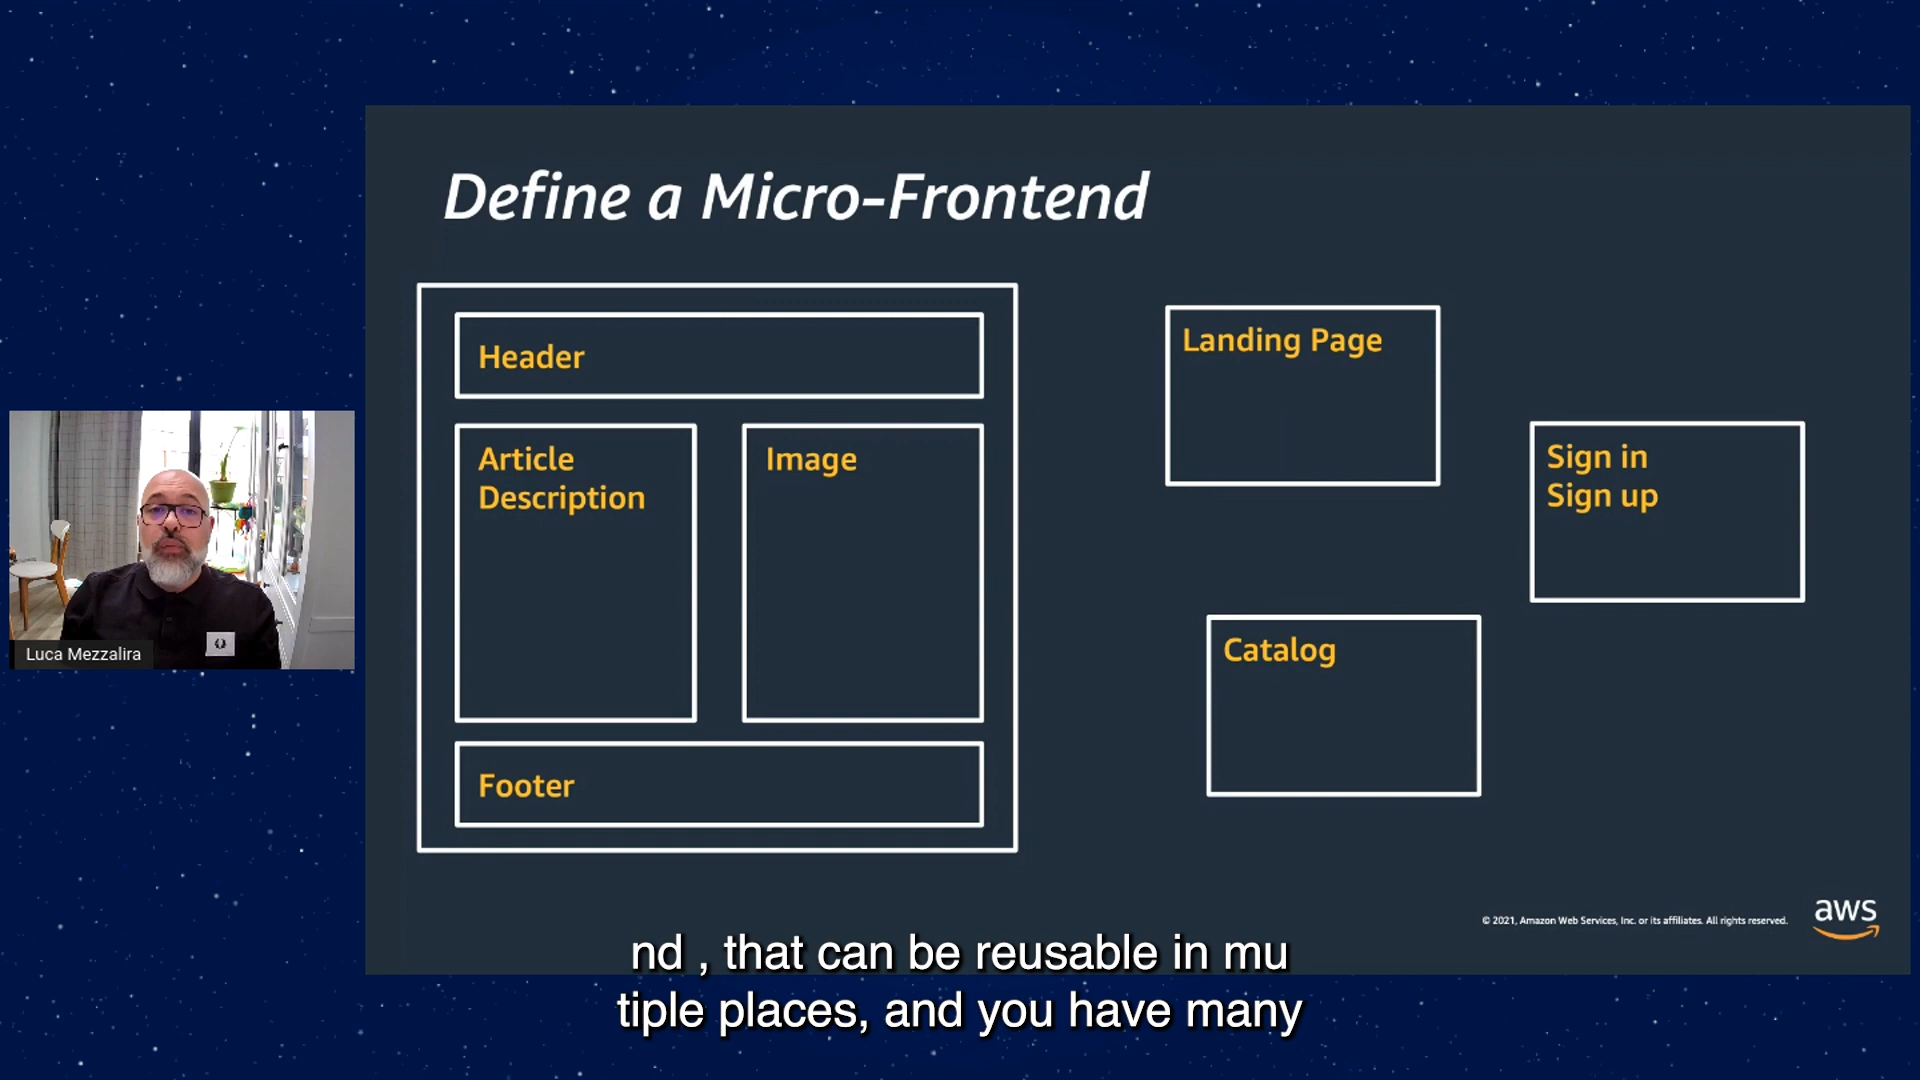 Define a Micro-Frontend
Header
Article
Description
Image
Footer
Landing Page
Sign in
Sign up
Catalog
Luca Mezzalira
© 2021, Amazon Web Services, Inc. or its affiliates. All rights reserved.
aws
nd , that can be reusable in mu
tiple places, and you have many